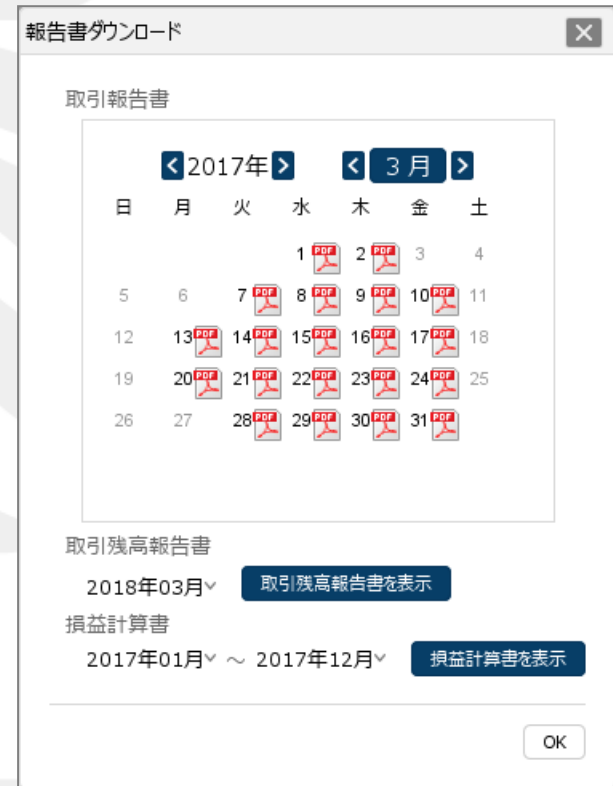 報告書ダウンロード
取引報告書
2017年 3月
日 月 火 水 木 金 土
1 PDF 2 PDF 3 4
5 6 7 PDF 8 PDF 9 PDF 10 PDF 11
12 13 PDF 14 PDF 15 PDF 16 PDF 17 PDF 18
19 20 PDF 21 PDF 22 PDF 23 PDF 24 PDF 25
26 27 28 PDF 29 PDF 30 PDF 31 PDF
取引残高報告書
2018年03月 取引残高報告書を表示
損益計算書
2017年01月 ～ 2017年12月 損益計算書を表示
OK